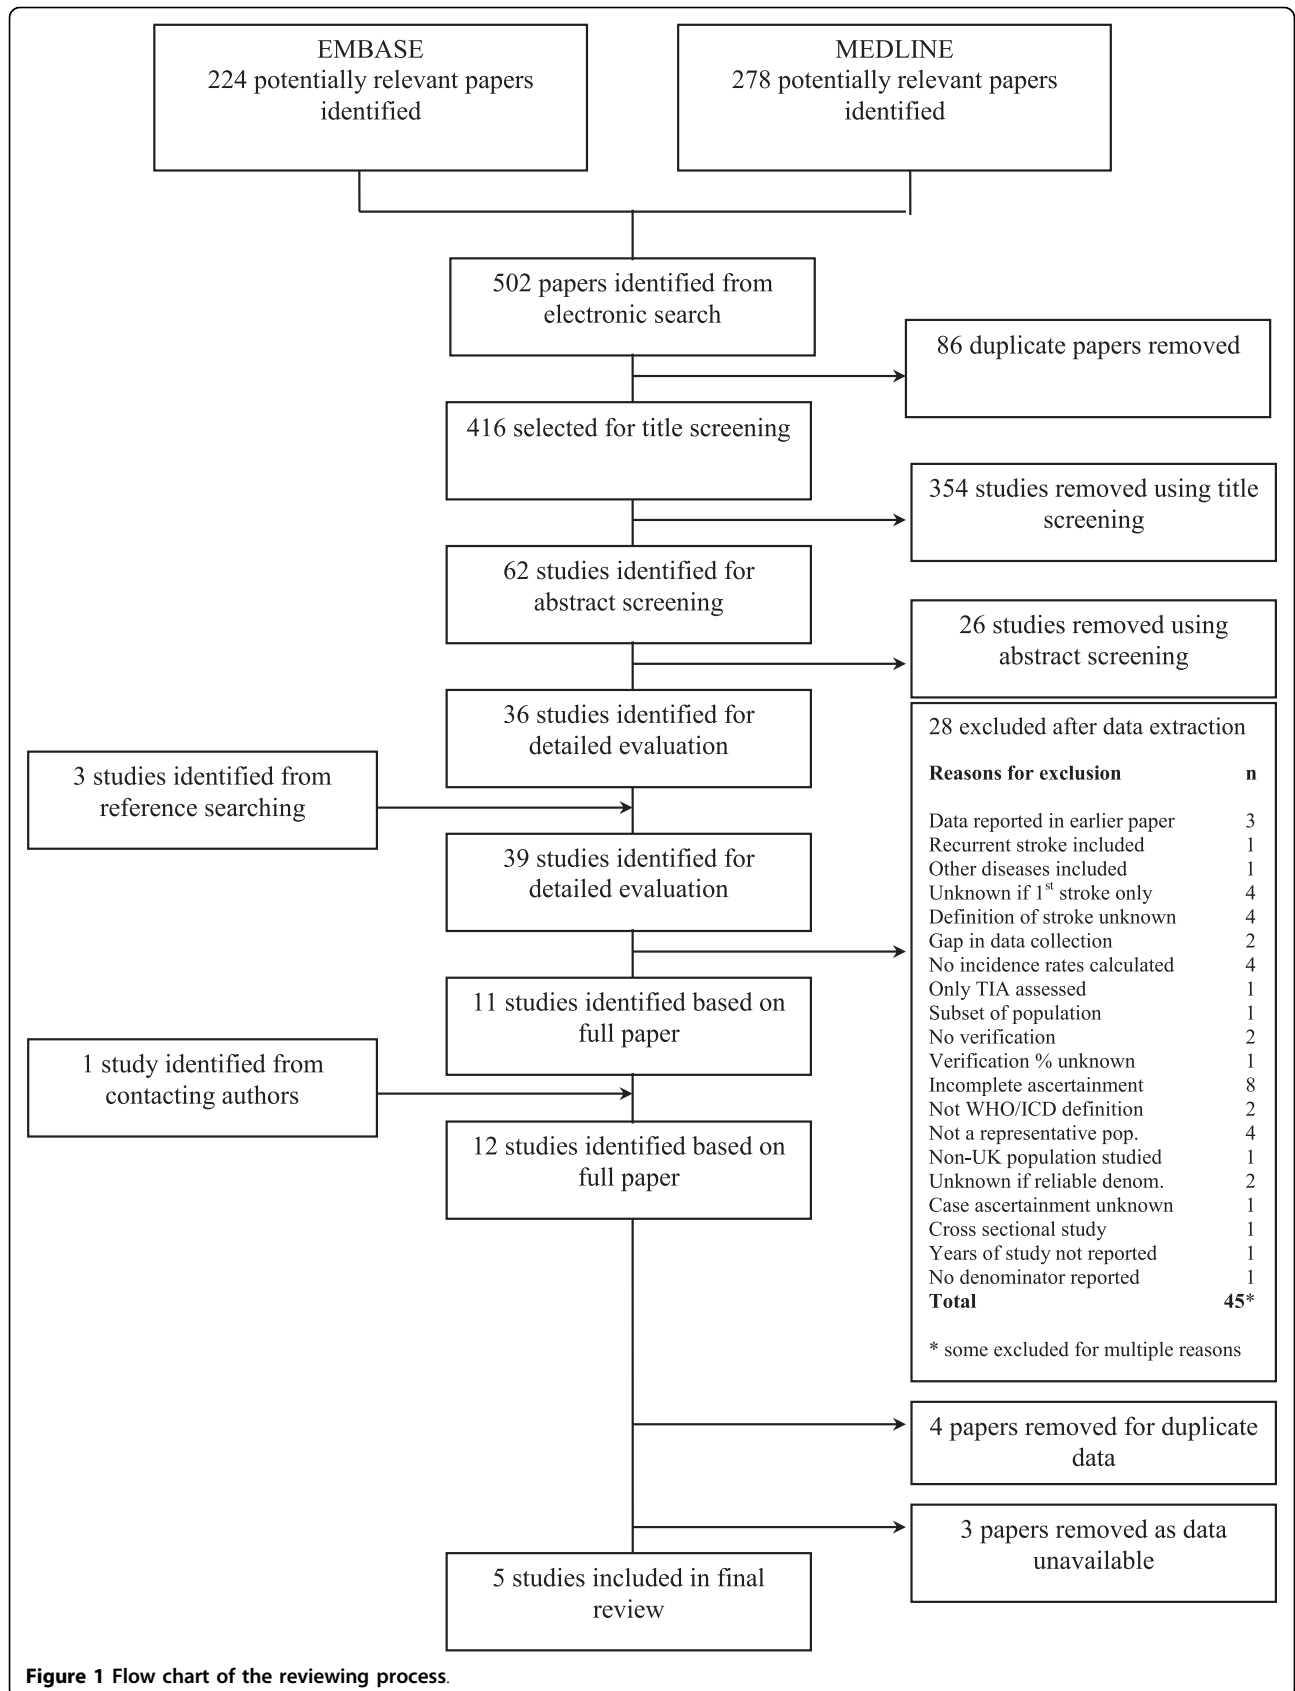 EMBASE
224 potentially relevant papers
identified
MEDLINE
278 potentially relevant papers
identified
502 papers identified from
electronic search
86 duplicate papers removed
416 selected for title screening
354 studies removed using title
screening
62 studies identified for
abstract screening
26 studies removed using
abstract screening
36 studies identified for
detailed evaluation
3 studies identified from
reference searching
39 studies identified for
detailed evaluation
28 excluded after data extraction
Reasons for exclusion n
Data reported in earlier paper 3
Recurrent stroke included 1
Other diseases included 1
Unknown if 1st stroke only 4
Definition of stroke unknown 4
Gap in data collection 2
No incidence rates calculated 4
Only TIA assessed 1
Subset of population 1
No verification 2
Verification % unknown 1
Incomplete ascertainment 8
Not WHO/ICD definition 2
Not a representative pop. 4
Non-UK population studied 1
Unknown if reliable denom. 2
Case ascertainment unknown 1
Cross sectional study 1
Years of study not reported 1
No denominator reported 1
Total 45*
* some excluded for multiple reasons
11 studies identified based on
full paper
1 study identified from
contacting authors
12 studies identified based on
full paper
4 papers removed for duplicate
data
3 papers removed as data
unavailable
5 studies included in final
review
Figure 1 Flow chart of the reviewing process.